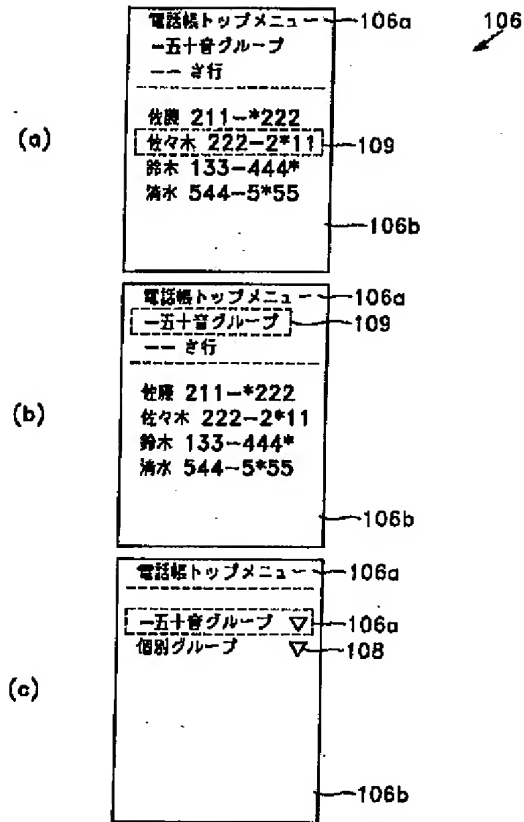 106
(a)
電話帳トップメニュー 106a
ー五十音グループ
ーー さ行
佐藤 211-*222
佐々木 222-2*11 109
鈴木 133-444*
清水 544-5*55
106b
(b)
電話帳トップメニュー 106a
ー五十音グループ 109
ーー さ行
佐藤 211-*222
佐々木 222-2*11
鈴木 133-444*
清水 544-5*55
106b
(c)
電話帳トップメニュー 106a
ー五十音グループ ▽ 106a
個別グループ ▽ 108
106b